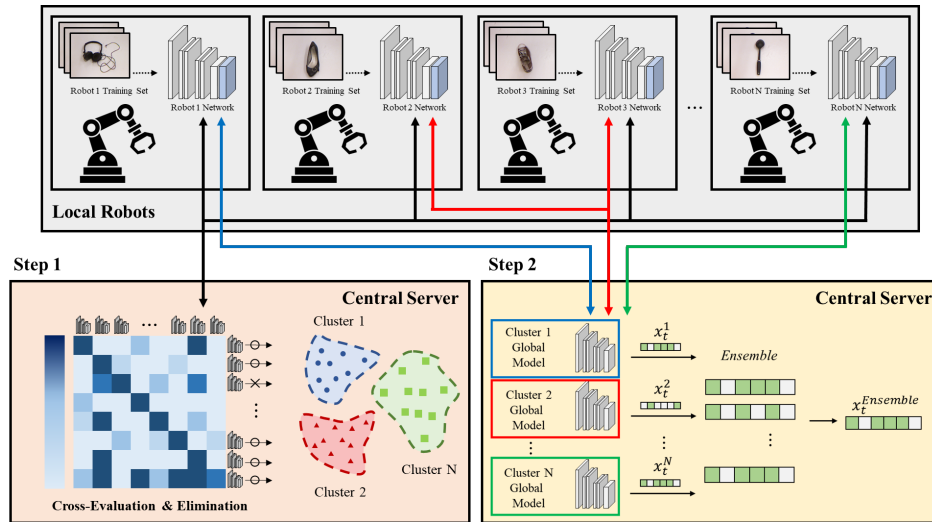 Robot 1 Training Set
Robot 1 Network
Robot 2 Training Set
Robot 2 Network
Robot 3 Training Set
Robot 3 Network
...
Robot N Training Set
Robot N Network
Local Robots
Step 1
Central Server
...
Cluster 1
Cluster 2
Cluster N
Cross-Evaluation & Elimination
Step 2
Central Server
Cluster 1
Global
Model
x_t^1
Ensemble
Cluster 2
Global
Model
x_t^2
x_t^Ensemble
Cluster N
Global
Model
x_t^N